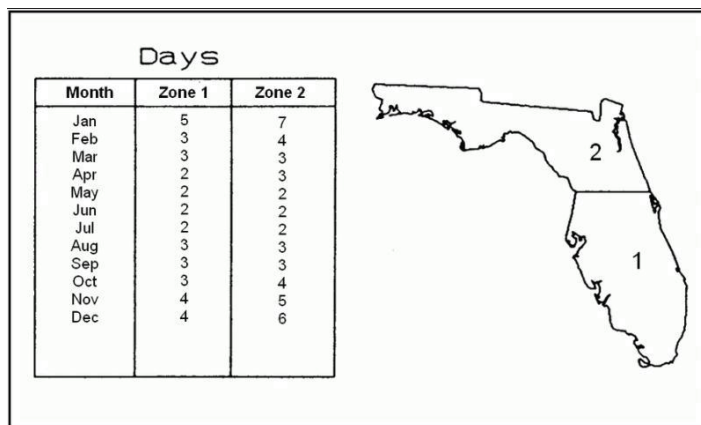 Days
Month Zone 1 Zone 2
Jan 5 7
Feb 3 4
Mar 3 3
Apr 2 3
May 2 2
Jun 2 2
Jul 2 2
Aug 3 3
Sep 3 3
Oct 3 4
Nov 4 5
Dec 4 6
2
1